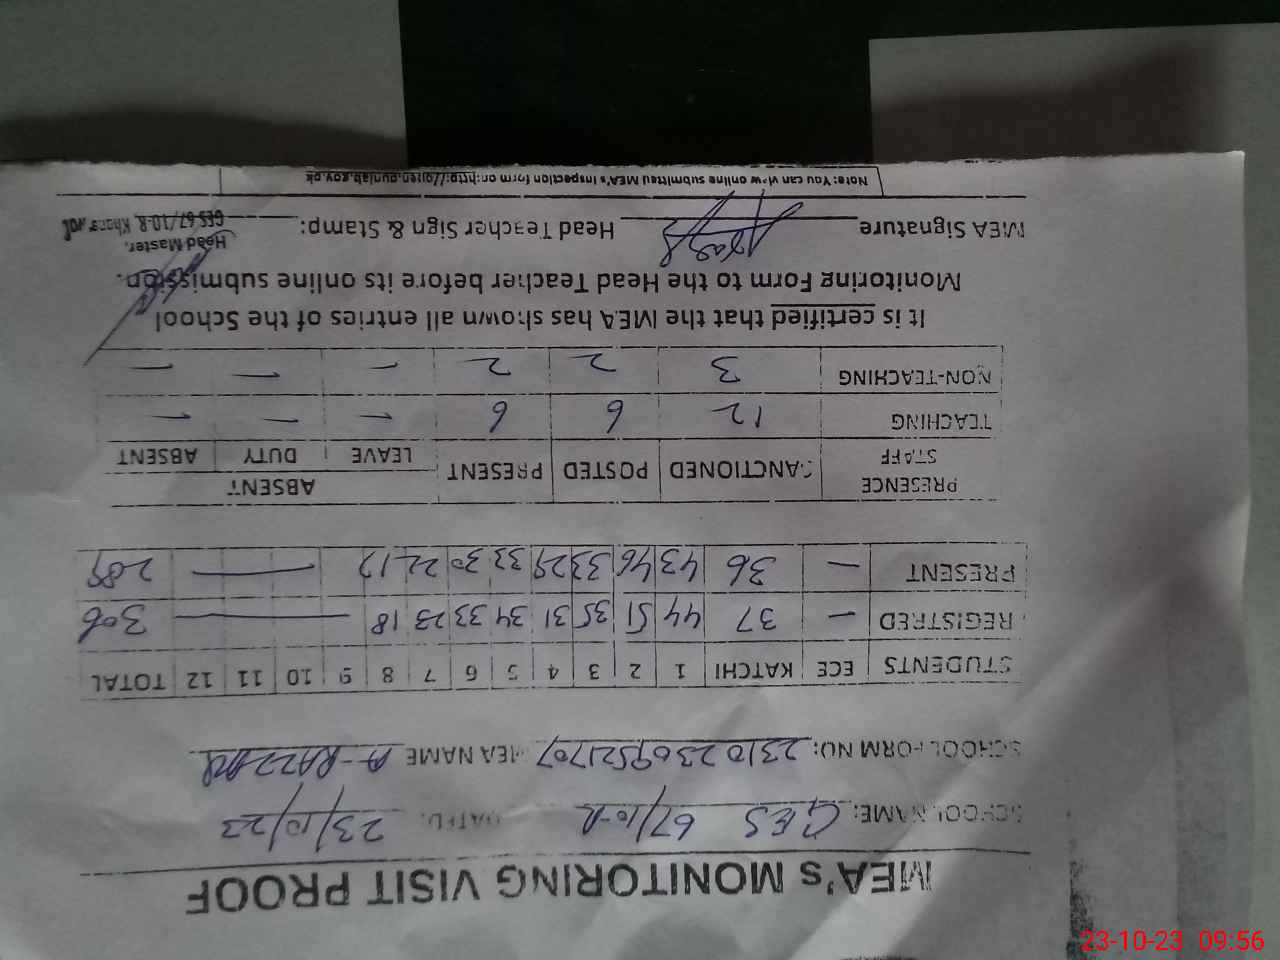 MEA's MONITORING VISIT PROOF
SCHOOL NAME: GES 67/10-R DATED: 23/10/23
SCHOOL FORM NO: MEA NAME A-RAZZAQ
STUDENTS ECE KATCHI 1 2 3 4 5 6 7 8 9 10 11 12 TOTAL
REGISTRED - 37 44 51 35 31 34 33 23 18 — 306
PRESENT - 36 43 46 33 29 33 30 22 17 — 289
PRESENCE STAFF SANCTIONED POSTED PRESENT ABSENT
LEAVE DUTY ABSENT
TEACHING 12 6 6 - - -
NON-TEACHING 3 2 2 - - -
It is certified that the MEA has shown all entries of the School
Monitoring Form to the Head Teacher before its online submission.
MEA Signature Head Teacher Sign & Stamp:
Head Master,
GES 67/10-R Khanewal
Note: You can view online submitted MEA's inspection form on:http://open.punjab.gov.pk
23-10-23 09:56